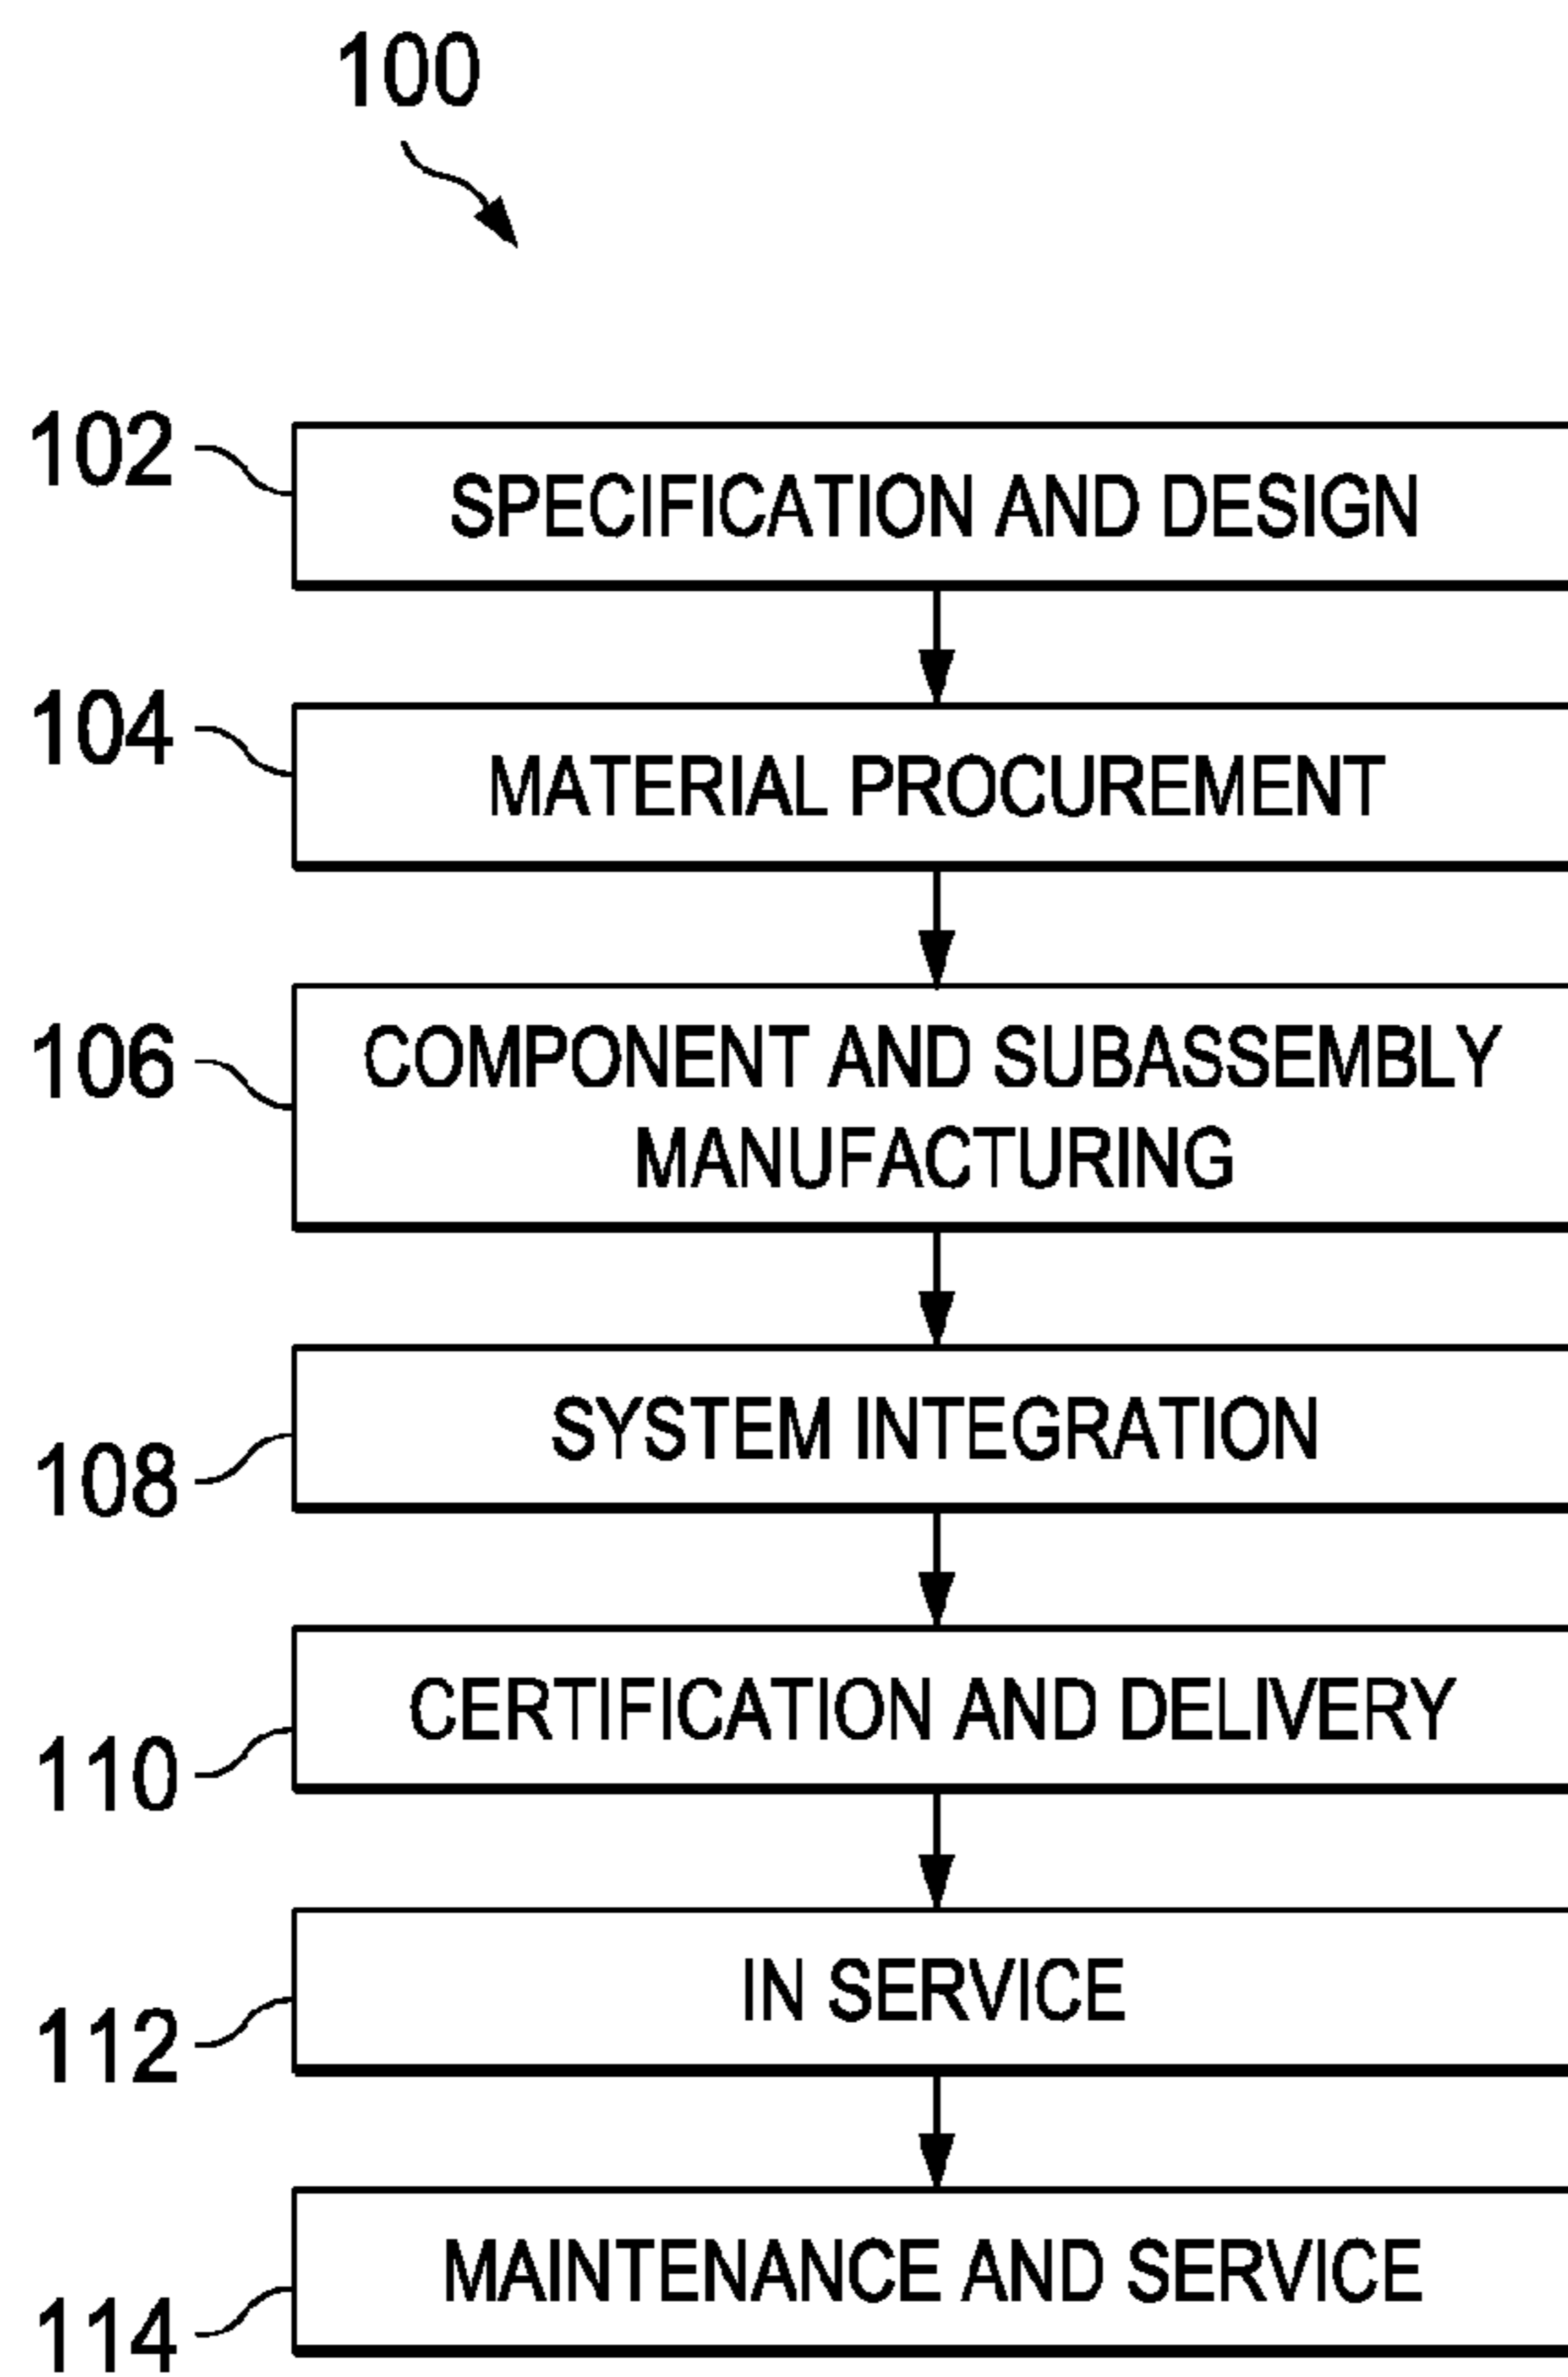 100
102
SPECIFICATION AND DESIGN
104
MATERIAL PROCUREMENT
106
COMPONENT AND SUBASSEMBLY
MANUFACTURING
108
SYSTEM INTEGRATION
110
CERTIFICATION AND DELIVERY
112
IN SERVICE
114
MAINTENANCE AND SERVICE